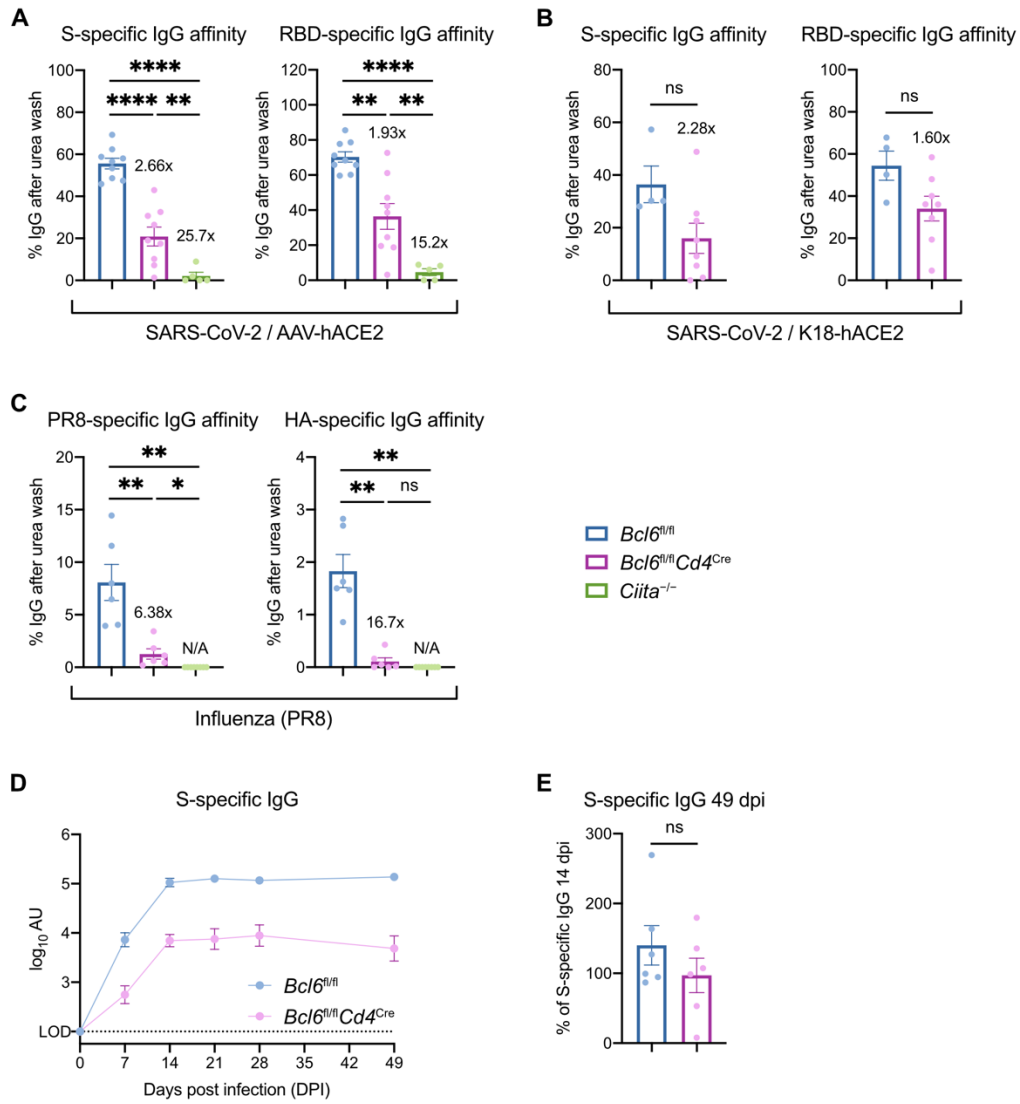 A
S-specific IgG affinity
% IgG after urea wash
100
80
60
40
20
0
****
**** **
2.66x
25.7x
RBD-specific IgG affinity
% IgG after urea wash
120
100
80
60
40
20
0
****
** **
1.93x
15.2x
SARS-CoV-2 / AAV-hACE2
B
S-specific IgG affinity
% IgG after urea wash
80
60
40
20
0
ns
2.28x
RBD-specific IgG affinity
% IgG after urea wash
100
80
60
40
20
0
ns
1.60x
SARS-CoV-2 / K18-hACE2
C
PR8-specific IgG affinity
% IgG after urea wash
20
15
10
5
0
**
** *
6.38x
N/A
HA-specific IgG affinity
% IgG after urea wash
4
3
2
1
0
**
** ns
16.7x
N/A
Influenza (PR8)
Bcl6fl/fl
Bcl6fl/flCd4Cre
Ciita−/−
D
S-specific IgG
log10 AU
6
5
4
3
LOD
0 7 14 21 28 35 42 49
Days post infection (DPI)
Bcl6fl/fl
Bcl6fl/flCd4Cre
E
S-specific IgG 49 dpi
% of S-specific IgG 14 dpi
300
200
100
0
ns